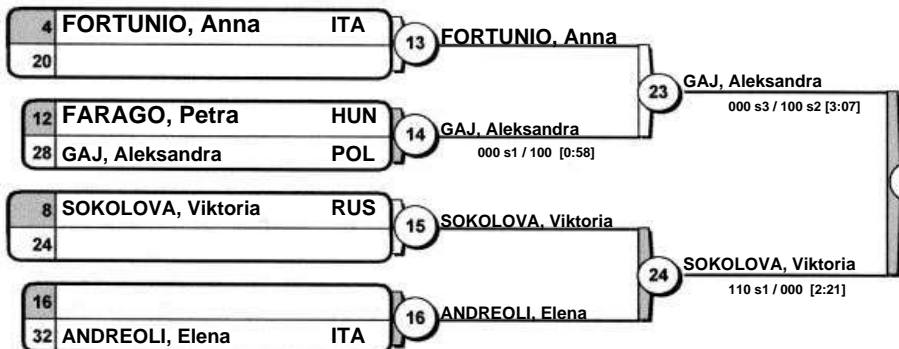 4 FORTUNIO, Anna ITA
20
13 FORTUNIO, Anna
12 FARAGO, Petra HUN
28 GAJ, Aleksandra POL
14 GAJ, Aleksandra
000 s1 / 100 [0:58]
23 GAJ, Aleksandra
000 s3 / 100 s2 [3:07]
8 SOKOLOVA, Viktoria RUS
24
15 SOKOLOVA, Viktoria
16
32 ANDREOLI, Elena ITA
16 ANDREOLI, Elena
24 SOKOLOVA, Viktoria
110 s1 / 000 [2:21]